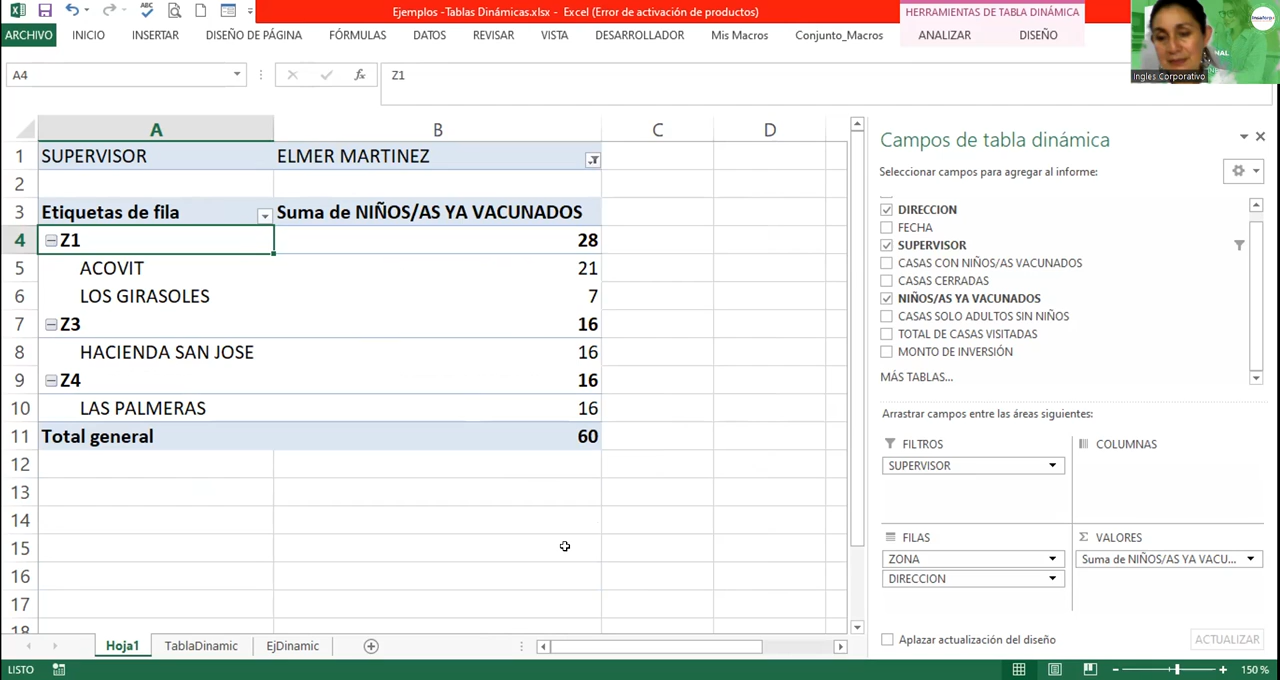 Ejemplos -Tablas Dinámicas.xlsx - Excel (Error de activación de productos)
HERRAMIENTAS DE TABLA DINÁMICA
ARCHIVO INICIO INSERTAR DISEÑO DE PÁGINA FÓRMULAS DATOS REVISAR VISTA DESARROLLADOR Mis Macros Conjunto_Macros ANALIZAR DISEÑO
Ingles Corporativo
A4 fx Z1
A B C D
1 SUPERVISOR ELMER MARTINEZ
2
3 Etiquetas de fila Suma de NIÑOS/AS YA VACUNADOS
4 Z1 28
5 ACOVIT 21
6 LOS GIRASOLES 7
7 Z3 16
8 HACIENDA SAN JOSE 16
9 Z4 16
10 LAS PALMERAS 16
11 Total general 60
12
13
14
15
16
17
18
Campos de tabla dinámica
Seleccionar campos para agregar al informe:
DIRECCION
FECHA
SUPERVISOR
CASAS CON NIÑOS/AS VACUNADOS
CASAS CERRADAS
NIÑOS/AS YA VACUNADOS
CASAS SOLO ADULTOS SIN NIÑOS
TOTAL DE CASAS VISITADAS
MONTO DE INVERSIÓN
MÁS TABLAS...
Arrastrar campos entre las áreas siguientes:
FILTROS COLUMNAS
SUPERVISOR
FILAS Σ VALORES
ZONA Suma de NIÑOS/AS YA VACU...
DIRECCION
Aplazar actualización del diseño ACTUALIZAR
Hoja1 TablaDinamic EjDinamic
LISTO 150 %